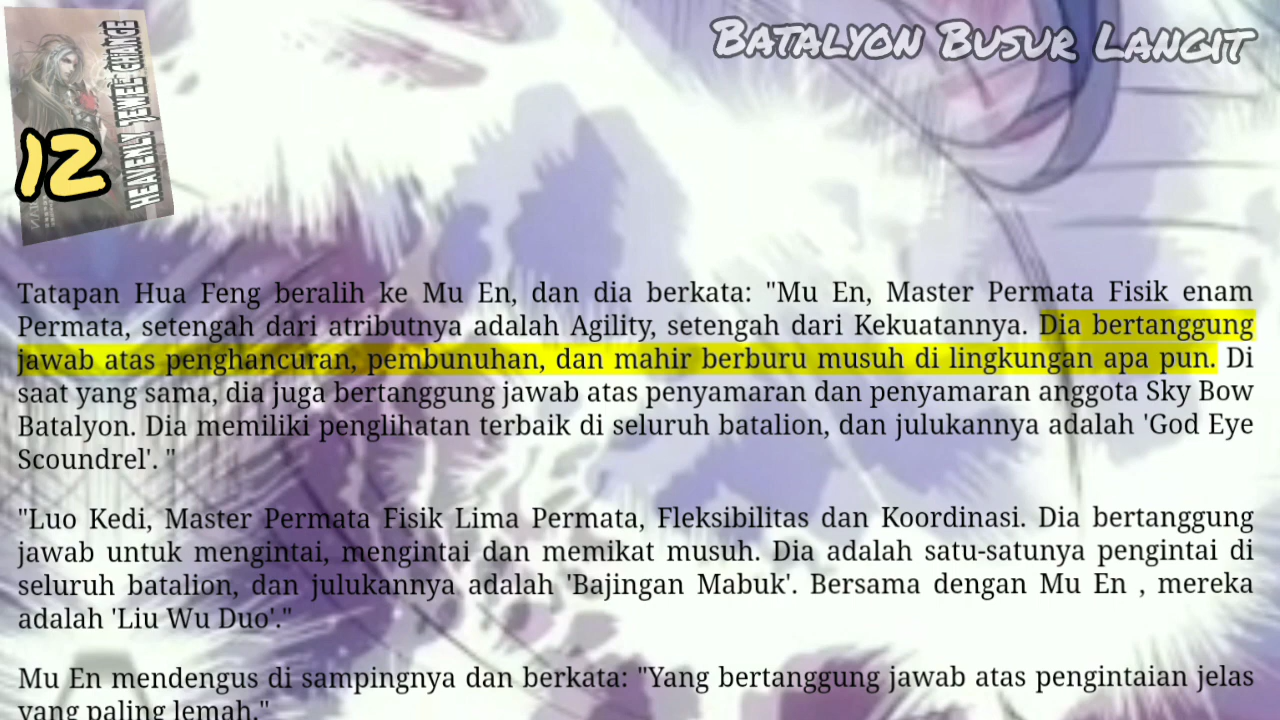 BATALYON BUSUR LANGIT
HEAVENLY JEWEL CHANGE
12
Tatapan Hua Feng beralih ke Mu En, dan dia berkata: "Mu En, Master Permata Fisik enam
Permata, setengah dari atributnya adalah Agility, setengah dari Kekuatannya. Dia bertanggung
jawab atas penghancuran, pembunuhan, dan mahir berburu musuh di lingkungan apa pun. Di
saat yang sama, dia juga bertanggung jawab atas penyamaran dan penyamaran anggota Sky Bow
Batalyon. Dia memiliki penglihatan terbaik di seluruh batalion, dan julukannya adalah 'God Eye
Scoundrel'. "
"Luo Kedi, Master Permata Fisik Lima Permata, Fleksibilitas dan Koordinasi. Dia bertanggung
jawab untuk mengintai, mengintai dan memikat musuh. Dia adalah satu-satunya pengintai di
seluruh batalion, dan julukannya adalah 'Bajingan Mabuk'. Bersama dengan Mu En , mereka
adalah 'Liu Wu Duo'."
Mu En mendengus di sampingnya dan berkata: "Yang bertanggung jawab atas pengintaian jelas
yang paling lemah."